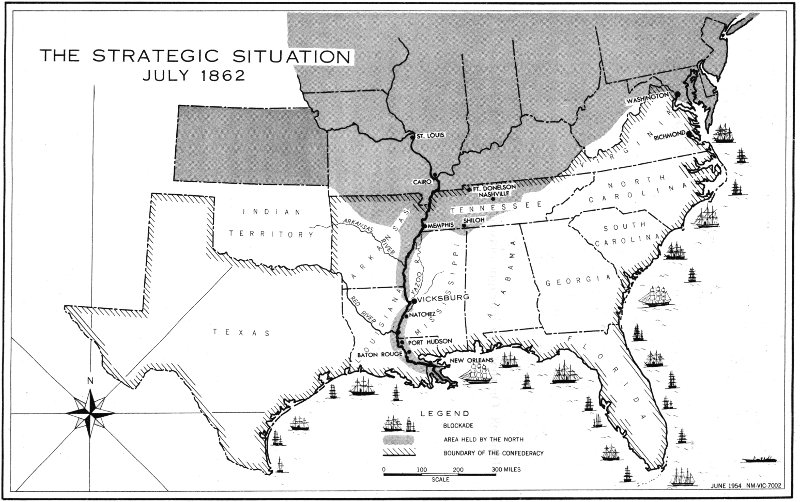 THE STRATEGIC SITUATION
JULY 1862
WASHINGTON
ST. LOUIS
RICHMOND
VIRGINIA
CAIRO
FT. DONELSON
NASHVILLE
NORTH
CAROLINA
TENNESSEE
INDIAN
TERRITORY
ARKANSAS
RIVER
ARKANSAS
MEMPHIS
SHILOH
SOUTH
CAROLINA
YAZOO
MISSISSIPPI
ALABAMA
GEORGIA
VICKSBURG
RED RIVER
LOUISIANA
NATCHEZ
TEXAS
PORT HUDSON
BATON ROUGE
NEW ORLEANS
FLORIDA
N
LEGEND
BLOCKADE
AREA HELD BY THE NORTH
BOUNDARY OF THE CONFEDERACY
0 100 200 300 MILES
SCALE
JUNE 1954 NM-VIC 7002